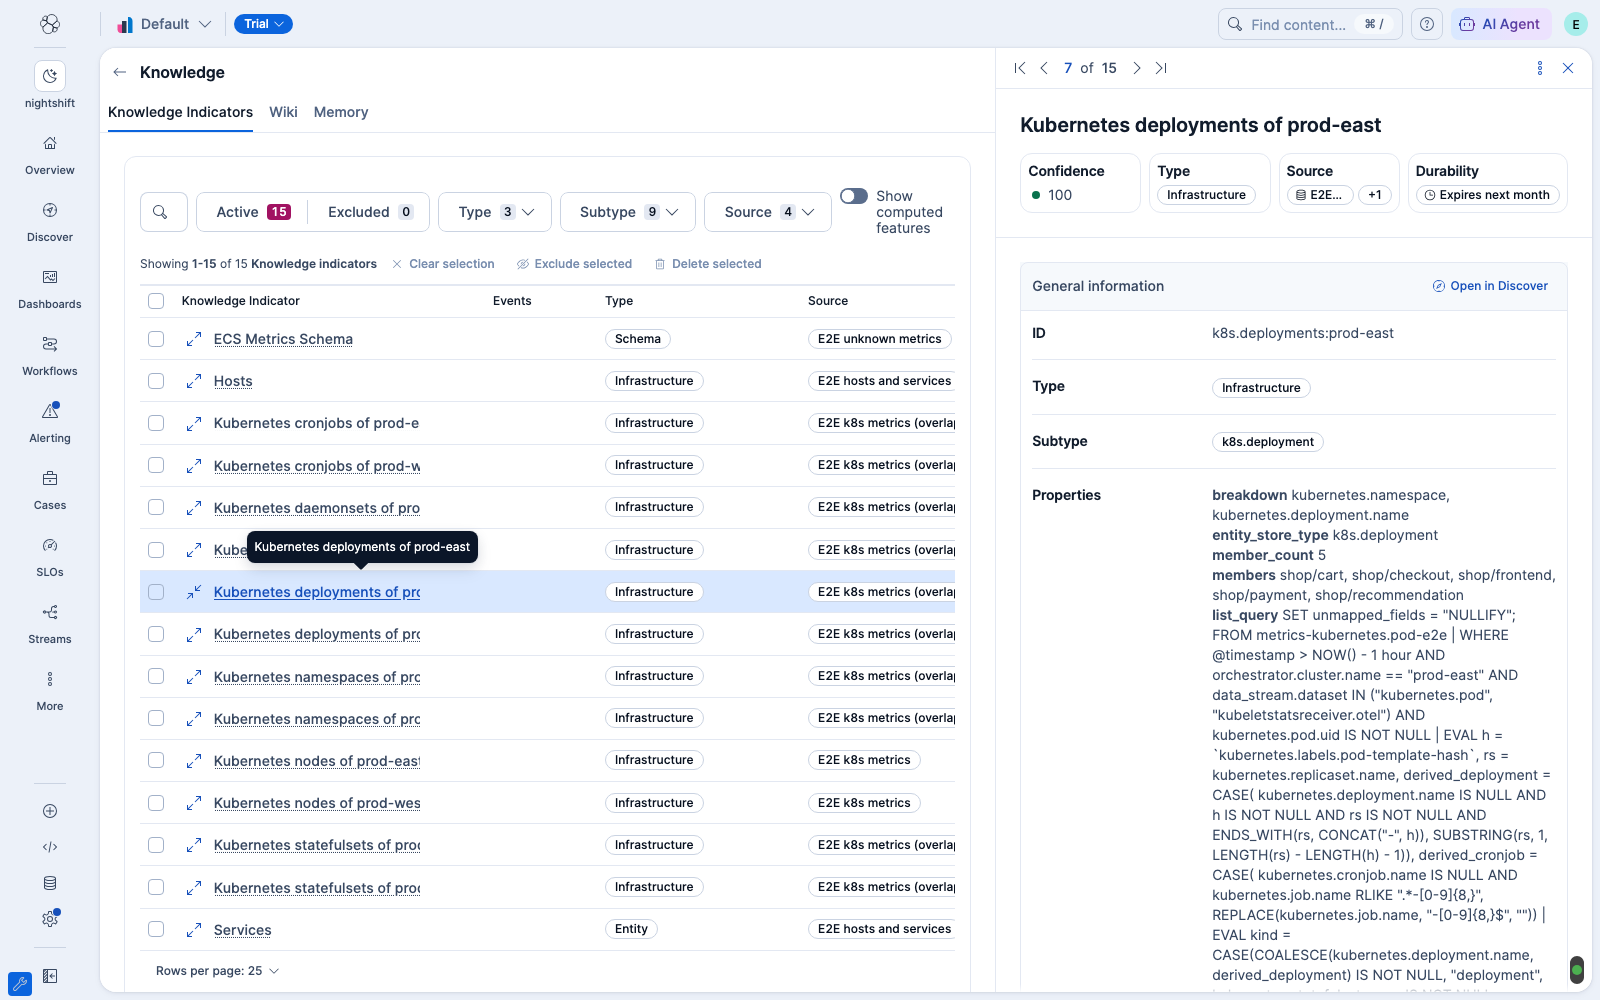 Default
Trial
Find content...
⌘ /
AI Agent
E
nightshift
Overview
Discover
Dashboards
Workflows
Alerting
Cases
SLOs
Streams
More
Knowledge
Knowledge Indicators
Wiki
Memory
Active 15
Excluded 0
Type 3
Subtype 9
Source 4
Show
computed
features
Showing 1-15 of 15 Knowledge indicators
Clear selection
Exclude selected
Delete selected
Knowledge Indicator Events Type Source
ECS Metrics Schema Schema E2E unknown metrics
Hosts Infrastructure E2E hosts and services
Kubernetes cronjobs of prod-e Infrastructure E2E k8s metrics (overlap
Kubernetes cronjobs of prod-w Infrastructure E2E k8s metrics (overlap
Kubernetes daemonsets of pro Infrastructure E2E k8s metrics (overlap
Kube Infrastructure E2E k8s metrics (overlap
Kubernetes deployments of prod-east
Kubernetes deployments of pro Infrastructure E2E k8s metrics (overlap
Kubernetes deployments of pro Infrastructure E2E k8s metrics (overlap
Kubernetes namespaces of pro Infrastructure E2E k8s metrics (overlap
Kubernetes namespaces of pro Infrastructure E2E k8s metrics (overlap
Kubernetes nodes of prod-east Infrastructure E2E k8s metrics
Kubernetes nodes of prod-wes Infrastructure E2E k8s metrics
Kubernetes statefulsets of prod Infrastructure E2E k8s metrics (overlap
Kubernetes statefulsets of prod Infrastructure E2E k8s metrics (overlap
Services Entity E2E hosts and services
Rows per page: 25
7 of 15
Kubernetes deployments of prod-east
Confidence
100
Type
Infrastructure
Source
E2E... +1
Durability
Expires next month
General information
Open in Discover
ID k8s.deployments:prod-east
Type Infrastructure
Subtype k8s.deployment
Properties breakdown kubernetes.namespace,
kubernetes.deployment.name
entity_store_type k8s.deployment
member_count 5
members shop/cart, shop/checkout, shop/frontend,
shop/payment, shop/recommendation
list_query SET unmapped_fields = "NULLIFY";
FROM metrics-kubernetes.pod-e2e | WHERE
@timestamp > NOW() - 1 hour AND
orchestrator.cluster.name == "prod-east" AND
data_stream.dataset IN ("kubernetes.pod",
"kubeletstatsreceiver.otel") AND
kubernetes.pod.uid IS NOT NULL | EVAL h =
`kubernetes.labels.pod-template-hash`, rs =
kubernetes.replicaset.name, derived_deployment =
CASE( kubernetes.deployment.name IS NULL AND
h IS NOT NULL AND rs IS NOT NULL AND
ENDS_WITH(rs, CONCAT("-", h)), SUBSTRING(rs, 1,
LENGTH(rs) - LENGTH(h) - 1)), derived_cronjob =
CASE( kubernetes.cronjob.name IS NULL AND
kubernetes.job.name RLIKE ".*-[0-9]{8,}",
REPLACE(kubernetes.job.name, "-[0-9]{8,}$", "")) |
EVAL kind =
CASE(COALESCE(kubernetes.deployment.name,
derived_deployment) IS NOT NULL, "deployment",